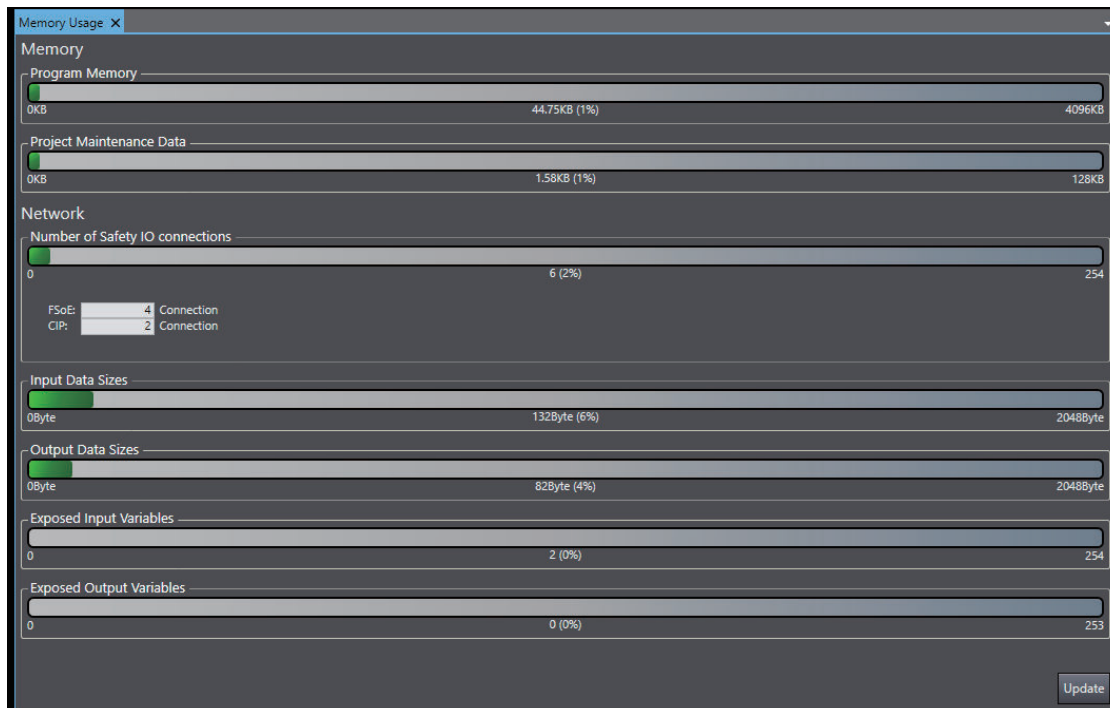 Memory Usage
Memory
Program Memory
0KB 44.75KB (1%) 4096KB
Project Maintenance Data
0KB 1.58KB (1%) 128KB
Network
Number of Safety IO connections
0 6 (2%) 254
FSoE: 4 Connection
CIP: 2 Connection
Input Data Sizes
0Byte 132Byte (6%) 2048Byte
Output Data Sizes
0Byte 82Byte (4%) 2048Byte
Exposed Input Variables
0 2 (0%) 254
Exposed Output Variables
0 0 (0%) 253
Update